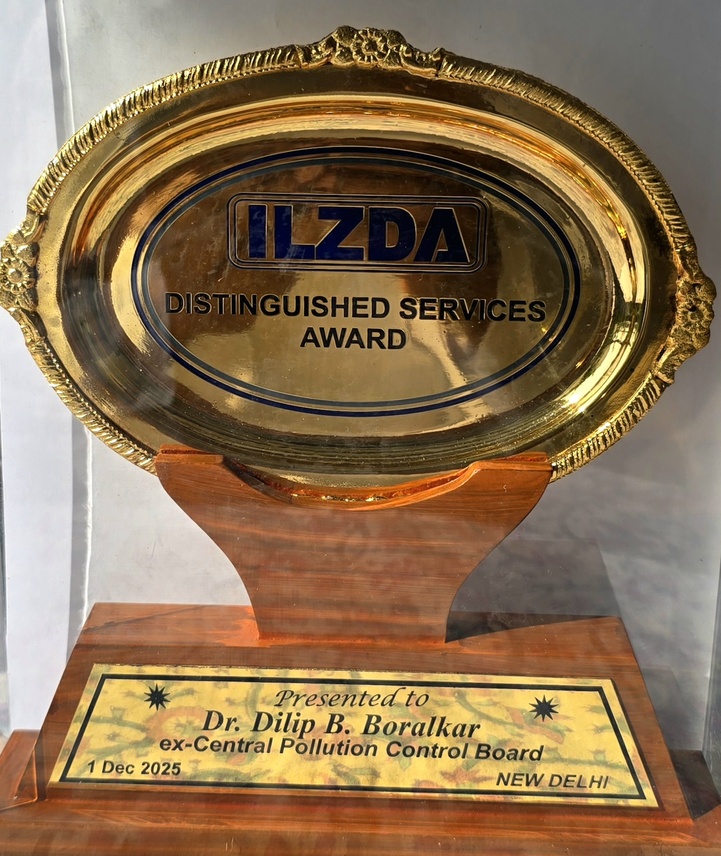 ILZDA
DISTINGUISHED SERVICES
AWARD
Presented to
Dr. Dilip B. Boralkar
ex-Central Pollution Control Board
1 Dec 2025
NEW DELHI